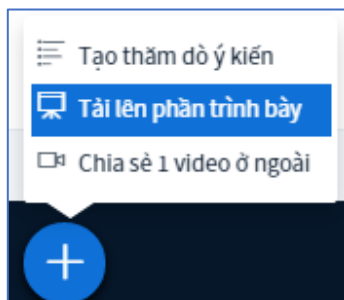 Tạo thăm dò ý kiến
Tải lên phần trình bày
Chia sẻ 1 video ở ngoài